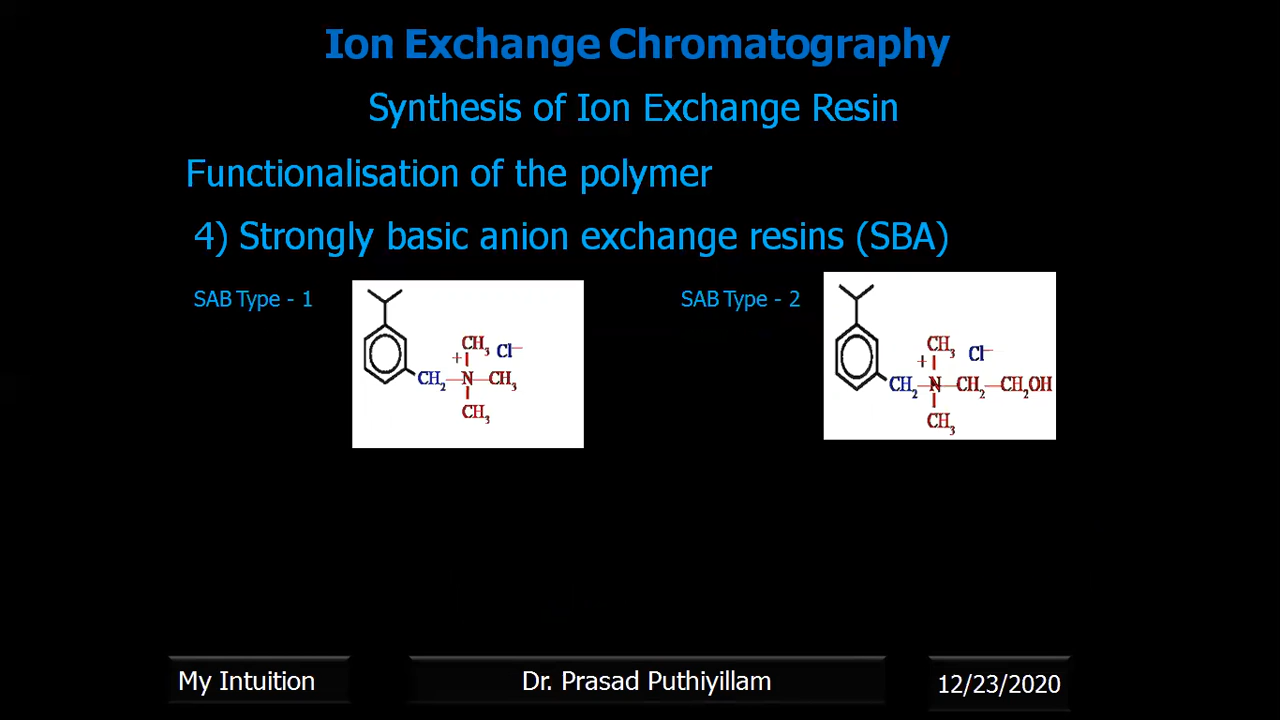 Ion Exchange Chromatography
Synthesis of Ion Exchange Resin
Functionalisation of the polymer
4) Strongly basic anion exchange resins (SBA)
SAB Type - 1
CH₃ Cl⁻
+
CH₂—N—CH₃
CH₃
SAB Type - 2
CH₃ Cl⁻
+
CH₂—N—CH₂—CH₂OH
CH₃
My Intuition
Dr. Prasad Puthiyillam
12/23/2020